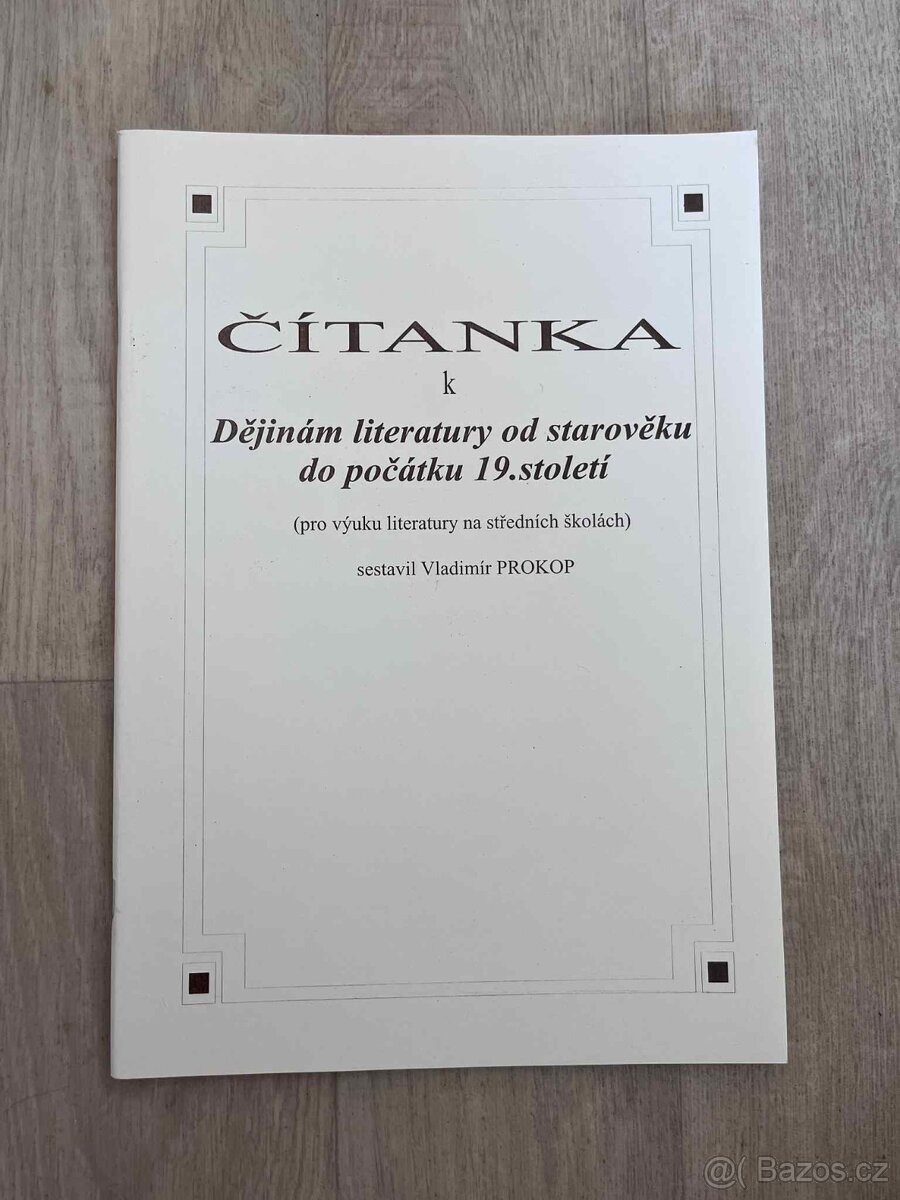 ČÍTANKA
k
Dějinám literatury od starověku
do počátku 19.století
(pro výuku literatury na středních školách)
sestavil Vladimír PROKOP
@( Bazos.cz